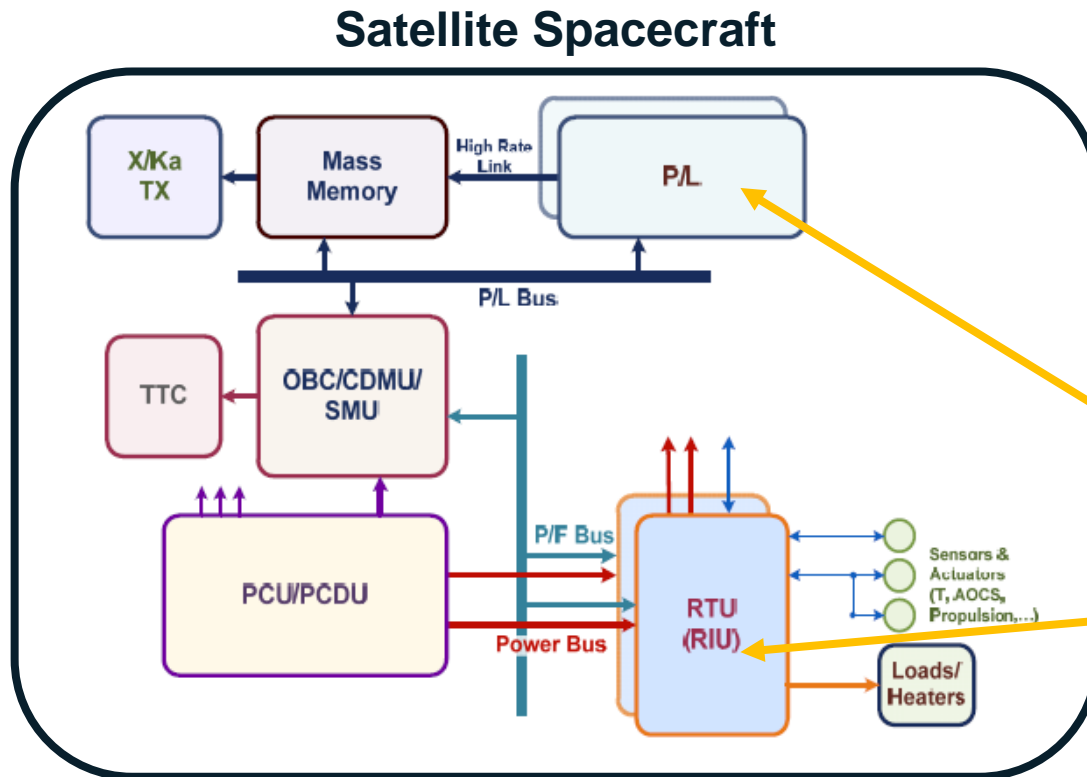 Satellite Spacecraft
X/Ka
TX
Mass
Memory
High Rate
Link
P/L
P/L Bus
TTC
OBC/CDMU/
SMU
PCU/PCDU
P/F Bus
Power Bus
RTU
(RIU)
Sensors &
Actuators
(T, AOCS,
Propulsion,...)
Loads/
Heaters